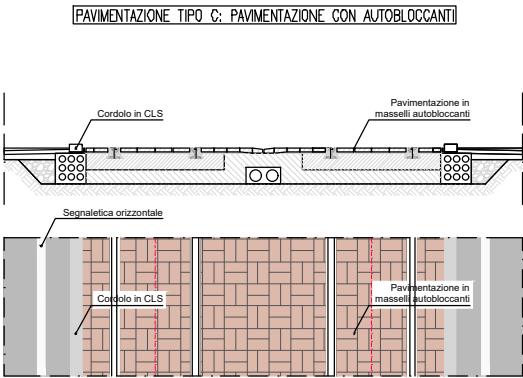 PAVIMENTAZIONE TIPO C: PAVIMENTAZIONE CON AUTOBLOCCANTI
Cordolo in CLS
Pavimentazione in
masselli autobloccanti
Segnaletica orizzontale
Cordolo in CLS
Pavimentazione in
masselli autobloccanti